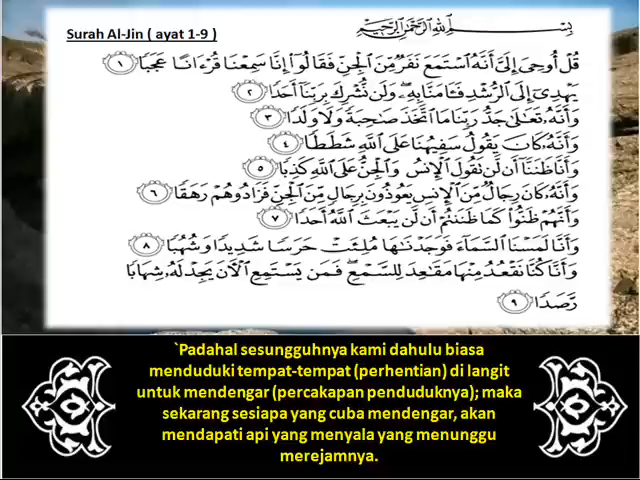 Surah Al-Jin ( ayat 1-9 )
بِسْمِ ٱللَّهِ ٱلرَّحْمَٰنِ ٱلرَّحِيمِ
قُلْ أُوحِىَ إِلَىَّ أَنَّهُ ٱسْتَمَعَ نَفَرٌ مِّنَ ٱلْجِنِّ فَقَالُوٓا۟ إِنَّا سَمِعْنَا قُرْءَانًا عَجَبًا ١
يَهْدِىٓ إِلَى ٱلرُّشْدِ فَـَٔامَنَّا بِهِۦ ۖ وَلَن نُّشْرِكَ بِرَبِّنَآ أَحَدًا ٢
وَأَنَّهُۥ تَعَٰلَىٰ جَدُّ رَبِّنَا مَا ٱتَّخَذَ صَٰحِبَةً وَلَا وَلَدًا ٣
وَأَنَّهُۥ كَانَ يَقُولُ سَفِيهُنَا عَلَى ٱللَّهِ شَطَطًا ٤
وَأَنَّا ظَنَنَّآ أَن لَّن نَقُولَ ٱلْإِنسُ وَٱلْجِنُّ عَلَى ٱللَّهِ كَذِبًا ٥
وَأَنَّهُۥ كَانَ رِجَالٌ مِّنَ ٱلْإِنسِ يَعُوذُونَ بِرِجَالٍ مِّنَ ٱلْجِنِّ فَزَادُوهُمْ رَهَقًا ٦
وَأَنَّهُمْ ظَنُّوا۟ كَمَا ظَنَنتُمْ أَن لَّن يَبْعَثَ ٱللَّهُ أَحَدًا ٧
وَأَنَّا لَمَسْنَا ٱلسَّمَآءَ فَوَجَدْنَٰهَا مُلِئَتْ حَرَسًا شَدِيدًا وَشُهُبًا ٨
وَأَنَّا كُنَّا نَقْعُدُ مِنْهَا مَقَٰعِدَ لِلسَّمْعِ ۖ فَمَن يَسْتَمِعِ ٱلْـَٔانَ يَجِدْ لَهُۥ شِهَابًا
رَّصَدًا ٩
`Padahal sesungguhnya kami dahulu biasa
menduduki tempat-tempat (perhentian) di langit
untuk mendengar (percakapan penduduknya); maka
sekarang sesiapa yang cuba mendengar, akan
mendapati api yang menyala yang menunggu
merejamnya.